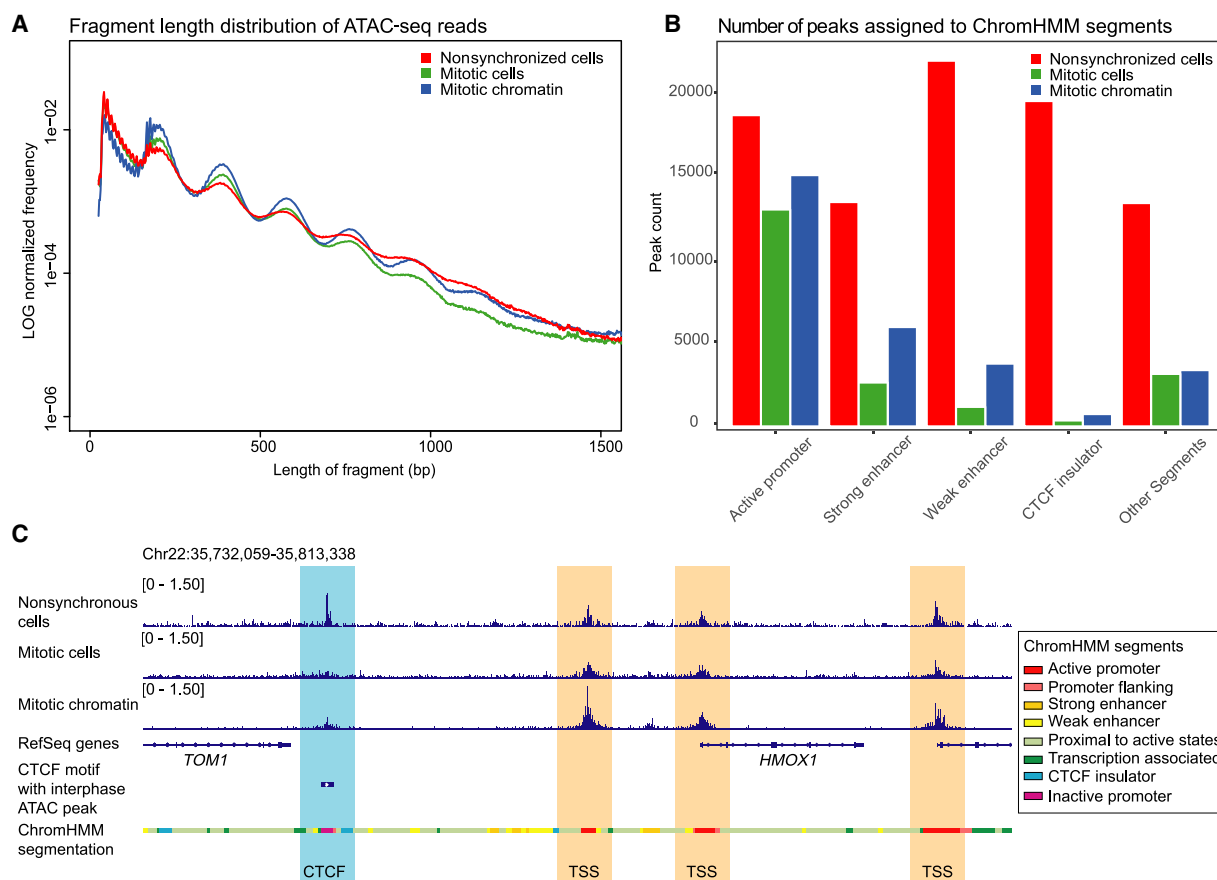 A
Fragment length distribution of ATAC-seq reads
Nonsynchronized cells
Mitotic cells
Mitotic chromatin
LOG normalized frequency
1e-02
1e-04
1e-06
0
500
1000
1500
Length of fragment (bp)
B
Number of peaks assigned to ChromHMM segments
Nonsynchronized cells
Mitotic cells
Mitotic chromatin
Peak count
20000
15000
10000
5000
0
Active promoter
Strong enhancer
Weak enhancer
CTCF insulator
Other Segments
C
Chr22:35,732,059-35,813,338
[0 - 1.50]
Nonsynchronous
cells
[0 - 1.50]
Mitotic cells
[0 - 1.50]
Mitotic chromatin
RefSeq genes
TOM1
HMOX1
CTCF motif
with interphase
ATAC peak
ChromHMM
segmentation
CTCF
TSS
TSS
TSS
ChromHMM segments
Active promoter
Promoter flanking
Strong enhancer
Weak enhancer
Proximal to active states
Transcription associated
CTCF insulator
Inactive promoter